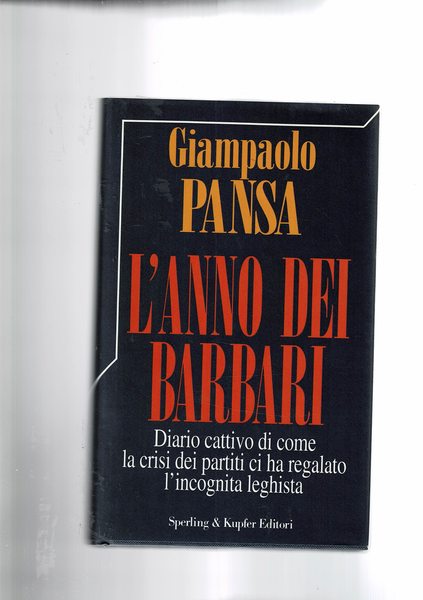 Giampaolo
PANSA
L'ANNO DEI
BARBARI
Diario cattivo di come
la crisi dei partiti ci ha regalato
l'incognita leghista
Sperling & Kupfer Editori